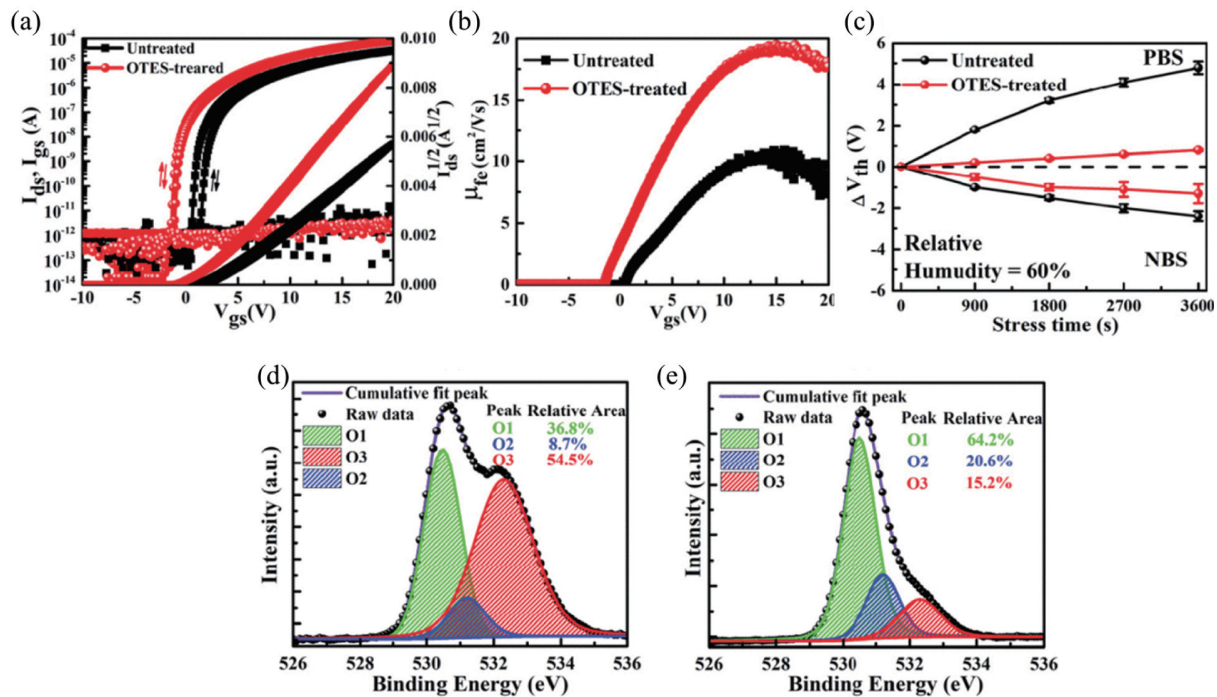 (a)
Untreated
OTES-treared
I_ds, I_gs (A)
10^-4
10^-5
10^-6
10^-7
10^-8
10^-9
10^-10
10^-11
10^-12
10^-13
10^-14
-10 -5 0 5 10 15 20
V_gs(V)
0.010
0.008
0.006
0.004
0.002
0.000
I_ds^1/2 (A^1/2)
(b)
Untreated
OTES-treated
μ_fe(cm²/Vs)
25
20
15
10
5
0
-10 -5 0 5 10 15 20
V_gs(V)
(c)
Untreated
OTES-treated
PBS
NBS
Relative
Humudity = 60%
Δ V_th (V)
6
4
2
0
-2
-4
-6
0 900 1800 2700 3600
Stress time (s)
(d)
Cumulative fit peak
Raw data
O1
O3
O2
Peak Relative Area
O1 36.8%
O2 8.7%
O3 54.5%
Intensity (a.u.)
526 528 530 532 534 536
Binding Energy (eV)
(e)
Cumulative fit peak
Raw data
O1
O2
O3
Peak Relative Area
O1 64.2%
O2 20.6%
O3 15.2%
Intensity (a.u.)
526 528 530 532 534 536
Binding Energy (eV)